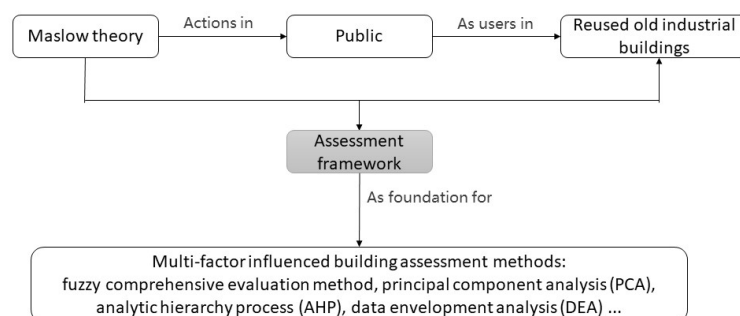 Maslow theory
Actions in
Public
As users in
Reused old industrial
buildings
Assessment
framework
As foundation for
Multi-factor influenced building assessment methods:
fuzzy comprehensive evaluation method, principal component analysis (PCA),
analytic hierarchy process (AHP), data envelopment analysis (DEA) ...